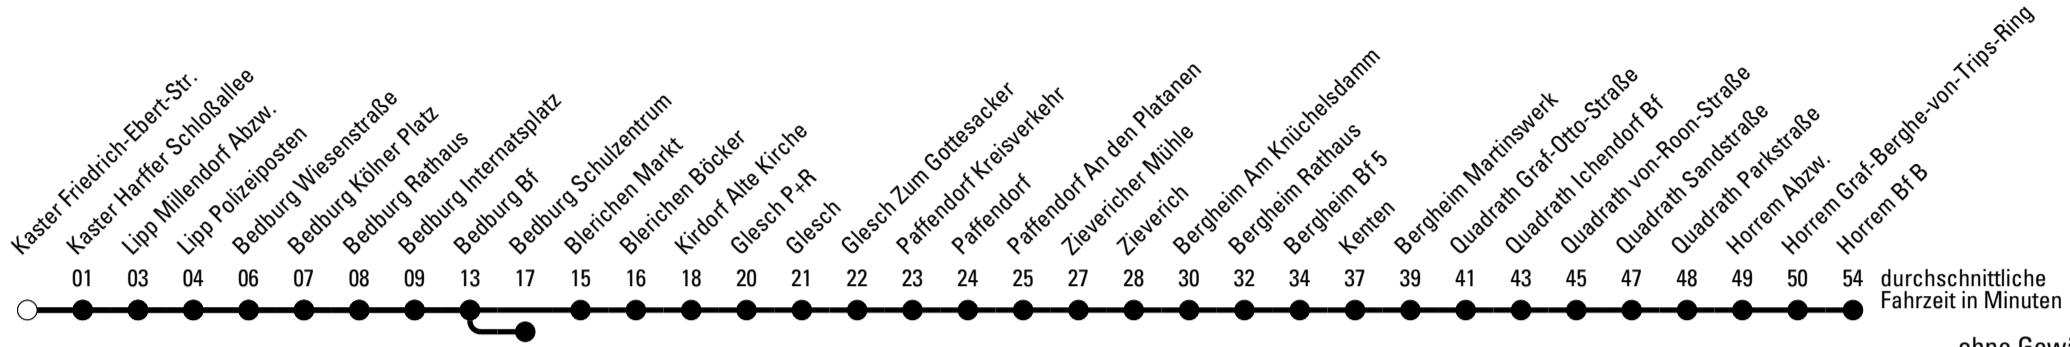 Kaster Friedrich-Ebert-Str.
Kaster Harffer Schloßallee
Lipp Millendorf Abzw.
Lipp Polizeiposten
Bedburg Wiesenstraße
Bedburg Kölner Platz
Bedburg Rathaus
Bedburg Internatsplatz
Bedburg Bf
Bedburg Schulzentrum
Blerichen Markt
Blerichen Böcker
Kirdorf Alte Kirche
Glesch P+R
Glesch
Glesch Zum Gottesacker
Paffendorf Kreisverkehr
Paffendorf
Paffendorf An den Platanen
Zievericher Mühle
Zieverich
Bergheim Am Knüchelsdamm
Bergheim Rathaus
Bergheim Bf 5
Kenten
Bergheim Martinswerk
Quadrath Graf-Otto-Straße
Quadrath Ichendorf Bf
Quadrath von-Roon-Straße
Quadrath Sandstraße
Quadrath Parkstraße
Horrem Abzw.
Horrem Graf-Berghe-von-Trips-Ring
Horrem Bf B
01 03 04 06 07 08 09 13 17 15 16 18 20 21 22 23 24 25 27 28 30 32 34 37 39 41 43 45 47 48 49 50 54 durchschnittliche
Fahrzeit in Minuten
ohne